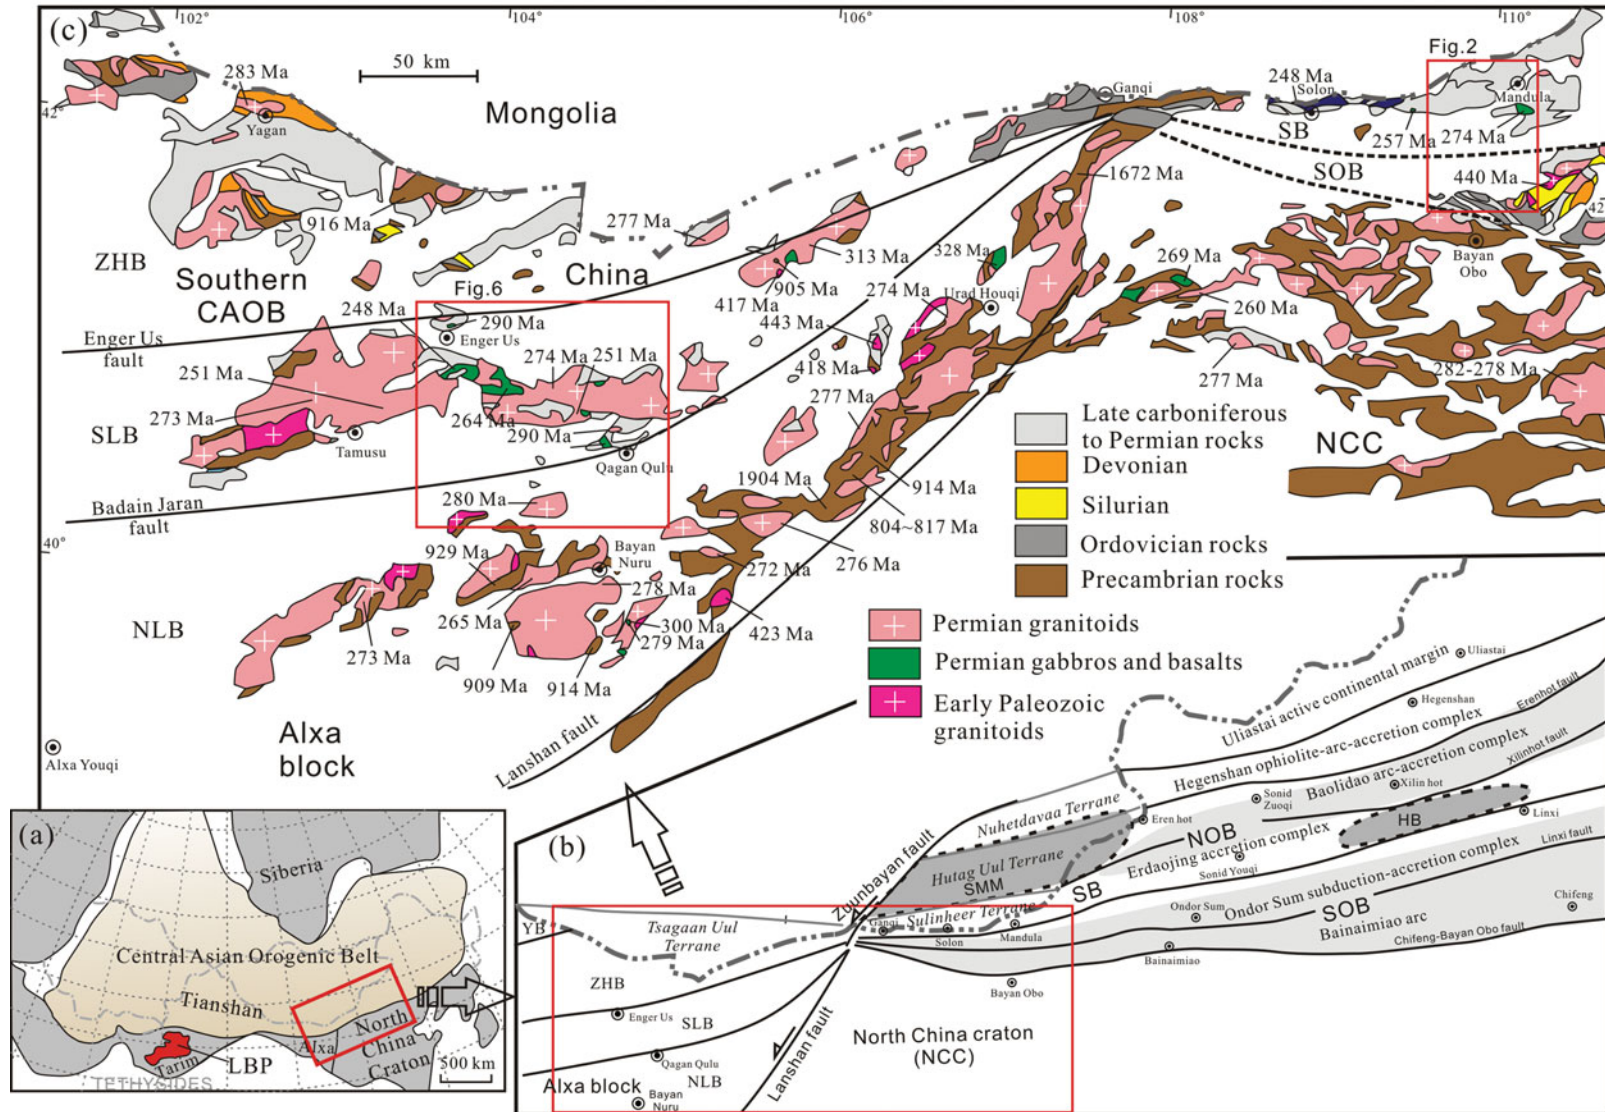 102°
104°
106°
108°
110°
(c)
50 km
Fig.2
283 Ma
Mongolia
Ganqi
248 Ma
Solon
Mandula
42°
Yagan
SB
257 Ma
274 Ma
SOB
1672 Ma
440 Ma
42°
916 Ma
277 Ma
328 Ma
269 Ma
Bayan
Obo
ZHB
Southern
CAOB
China
313 Ma
905 Ma
417 Ma
274 Ma
Urad Houqi
260 Ma
Fig.6
248 Ma
290 Ma
Enger Us
443 Ma
Enger Us
fault
274 Ma
251 Ma
418 Ma
277 Ma
282-278 Ma
251 Ma
277 Ma
273 Ma
264 Ma
290 Ma
SLB
Tamusu
Qagan Qulu
NCC
Late carboniferous
to Permian rocks
Devonian
Silurian
Ordovician rocks
Precambrian rocks
Badain Jaran
fault
280 Ma
1904 Ma
914 Ma
804~817 Ma
40°
929 Ma
Bayan
Nuru
272 Ma
276 Ma
278 Ma
265 Ma
300 Ma
279 Ma
423 Ma
NLB
273 Ma
909 Ma
914 Ma
Permian granitoids
Permian gabbros and basalts
Early Paleozoic
granitoids
Alxa
block
Lanshan fault
Alxa Youqi
(a)
Siberia
Central Asian Orogenic Belt
Tianshan
North
China
Craton
Alxa
Tarim
LBP
500 km
TETHYSIDES
(b)
Uliastai
Uliastai active continental margin
Hegenshan
Erenhot fault
Hegenshan ophiolite-arc-accretion complex
Xilinhot fault
Baolidao arc-accretion complex
Xilin hot
Nuhetdavaa Terrane
Sonid
Zuoqi
Eren hot
HB
Linxi
NOB
Zuunbayan fault
Hutag Uul Terrane
SMM
Erdaojing accretion complex
Sonid Youqi
Linxi fault
SB
Sulinheer Terrane
Ondor Sum subduction-accretion complex
Chifeng
YB
Tsagaan Uul
Terrane
Ganqi
Solon
Mandula
Ondor Sum
SOB
Bainaimiao arc
Chifeng-Bayan Obo fault
Bainaimiao
ZHB
Bayan Obo
Enger Us
SLB
North China craton
(NCC)
Lanshan fault
Qagan Qulu
NLB
Alxa block
Bayan
Nuru